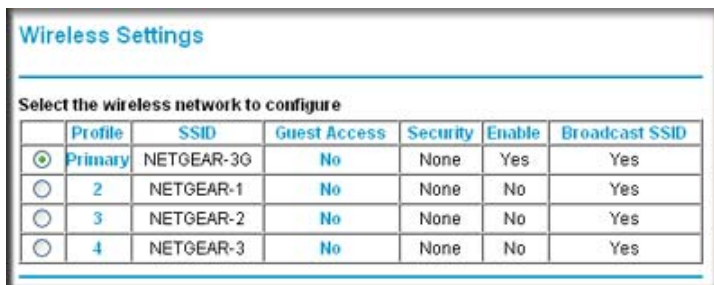 Wireless Settings
Select the wireless network to configure
Profile SSID Guest Access Security Enable Broadcast SSID
Primary NETGEAR-3G No None Yes Yes
2 NETGEAR-1 No None No Yes
3 NETGEAR-2 No None No Yes
4 NETGEAR-3 No None No Yes